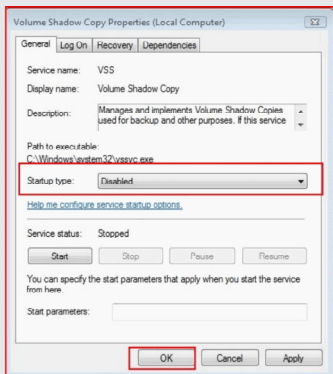 Volume Shadow Copy Properties (Local Computer)
General Log On Recovery Dependencies
Service name: VSS
Display name: Volume Shadow Copy
Description: Manages and implements Volume Shadow Copies
used for backup and other purposes. If this service
Path to executable:
C:\Windows\system32\vssvc.exe
Startup type: Disabled
Help me configure service startup options.
Service status: Stopped
Start Stop Pause Resume
You can specify the start parameters that apply when you start the service
from here.
Start parameters:
OK Cancel Apply